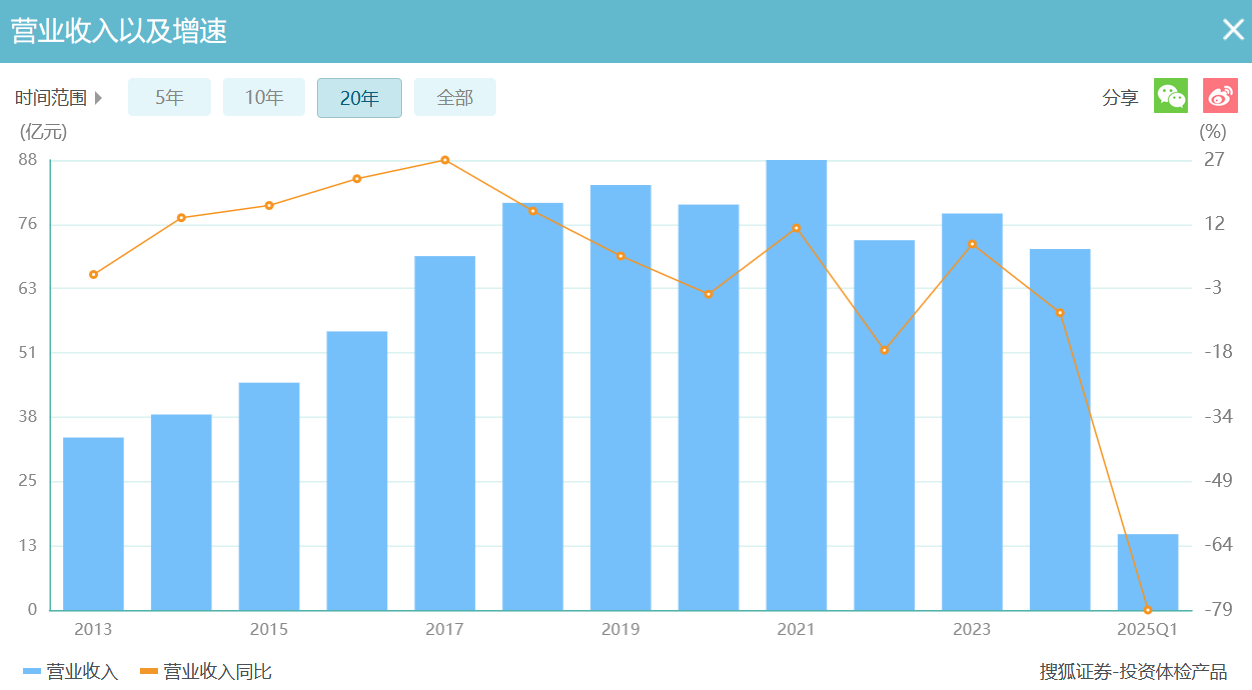 营业收入以及增速
时间范围 5年 10年 20年 全部 分享
(亿元) (%)
88 27
76 12
63 -3
51 -18
38 -34
25 -49
13 -64
0 -79
2013 2015 2017 2019 2021 2023 2025Q1
营业收入 营业收入同比 搜狐证券-投资体检产品